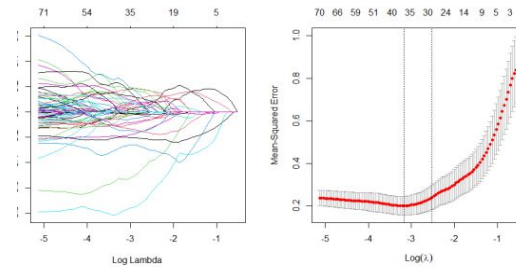 71 54 35 19 5
-5 -4 -3 -2 -1
Log Lambda
70 66 59 51 40 35 30 24 14 9 5 3
Mean-Squared Error
1.0
0.8
0.6
0.4
0.2
-5 -4 -3 -2 -1
Log(λ)